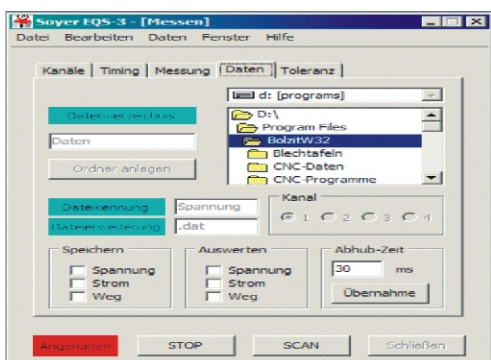 Soyer EQS-3 - [Messen]
Datei Bearbeiten Daten Fenster Hilfe
Kanäle Timing Messung Daten Toleranz
d: [programs]
Datenverzeichnis
D:\
Program Files
Daten
BolzitW32
Blechtafeln
Ordner anlegen
CNC-Daten
CNC-Programme
Dateikennung Spannung
Kanal
1 2 3 4
Dateierweiterung .dat
Speichern Auswerten Abhub-Zeit
Spannung Spannung 30 ms
Strom Strom
Weg Weg Übernahme
Angehalten STOP SCAN Schließen